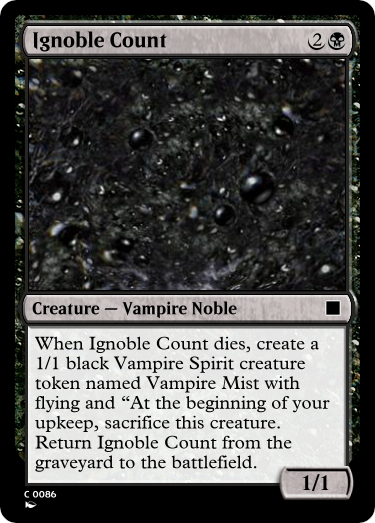 Ignoble Count
2
Creature — Vampire Noble
When Ignoble Count dies, create a
1/1 black Vampire Spirit creature
token named Vampire Mist with
flying and “At the beginning of your
upkeep, sacrifice this creature.
Return Ignoble Count from the
graveyard to the battlefield.
1/1
C 0086